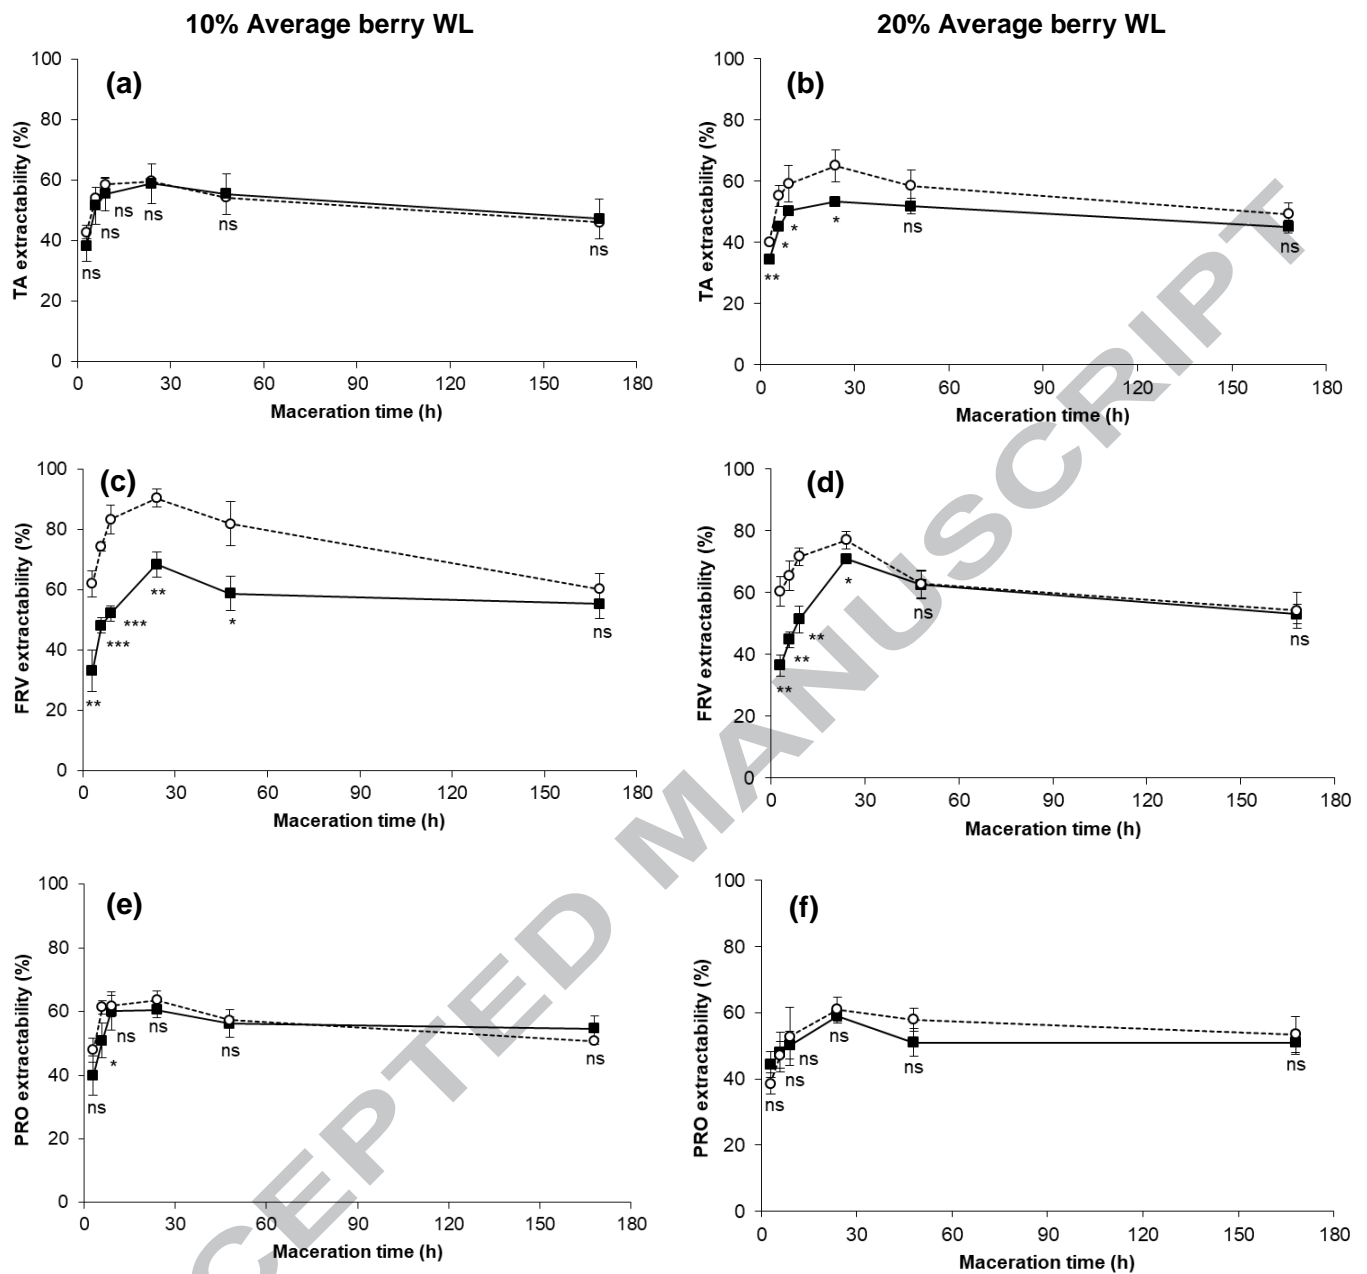 10% Average berry WL
20% Average berry WL
(a)
TA extractability (%)
100
80
60
40
20
0
ns
ns
ns
ns
ns
ns
0 30 60 90 120 150 180
Maceration time (h)
(b)
TA extractability (%)
100
80
60
40
20
0
**
*
*
*
ns
ns
0 30 60 90 120 150 180
Maceration time (h)
(c)
FRV extractability (%)
100
80
60
40
20
0
**
***
***
**
*
ns
0 30 60 90 120 150 180
Maceration time (h)
(d)
FRV extractability (%)
100
80
60
40
20
0
**
**
**
*
ns
ns
0 30 60 90 120 150 180
Maceration time (h)
(e)
PRO extractability (%)
100
80
60
40
20
0
ns
*
ns
ns
ns
ns
0 30 60 90 120 150 180
Maceration time (h)
(f)
PRO extractability (%)
100
80
60
40
20
0
ns
ns
ns
ns
ns
ns
0 30 60 90 120 150 180
Maceration time (h)
CEPTED MANUSCRIPT